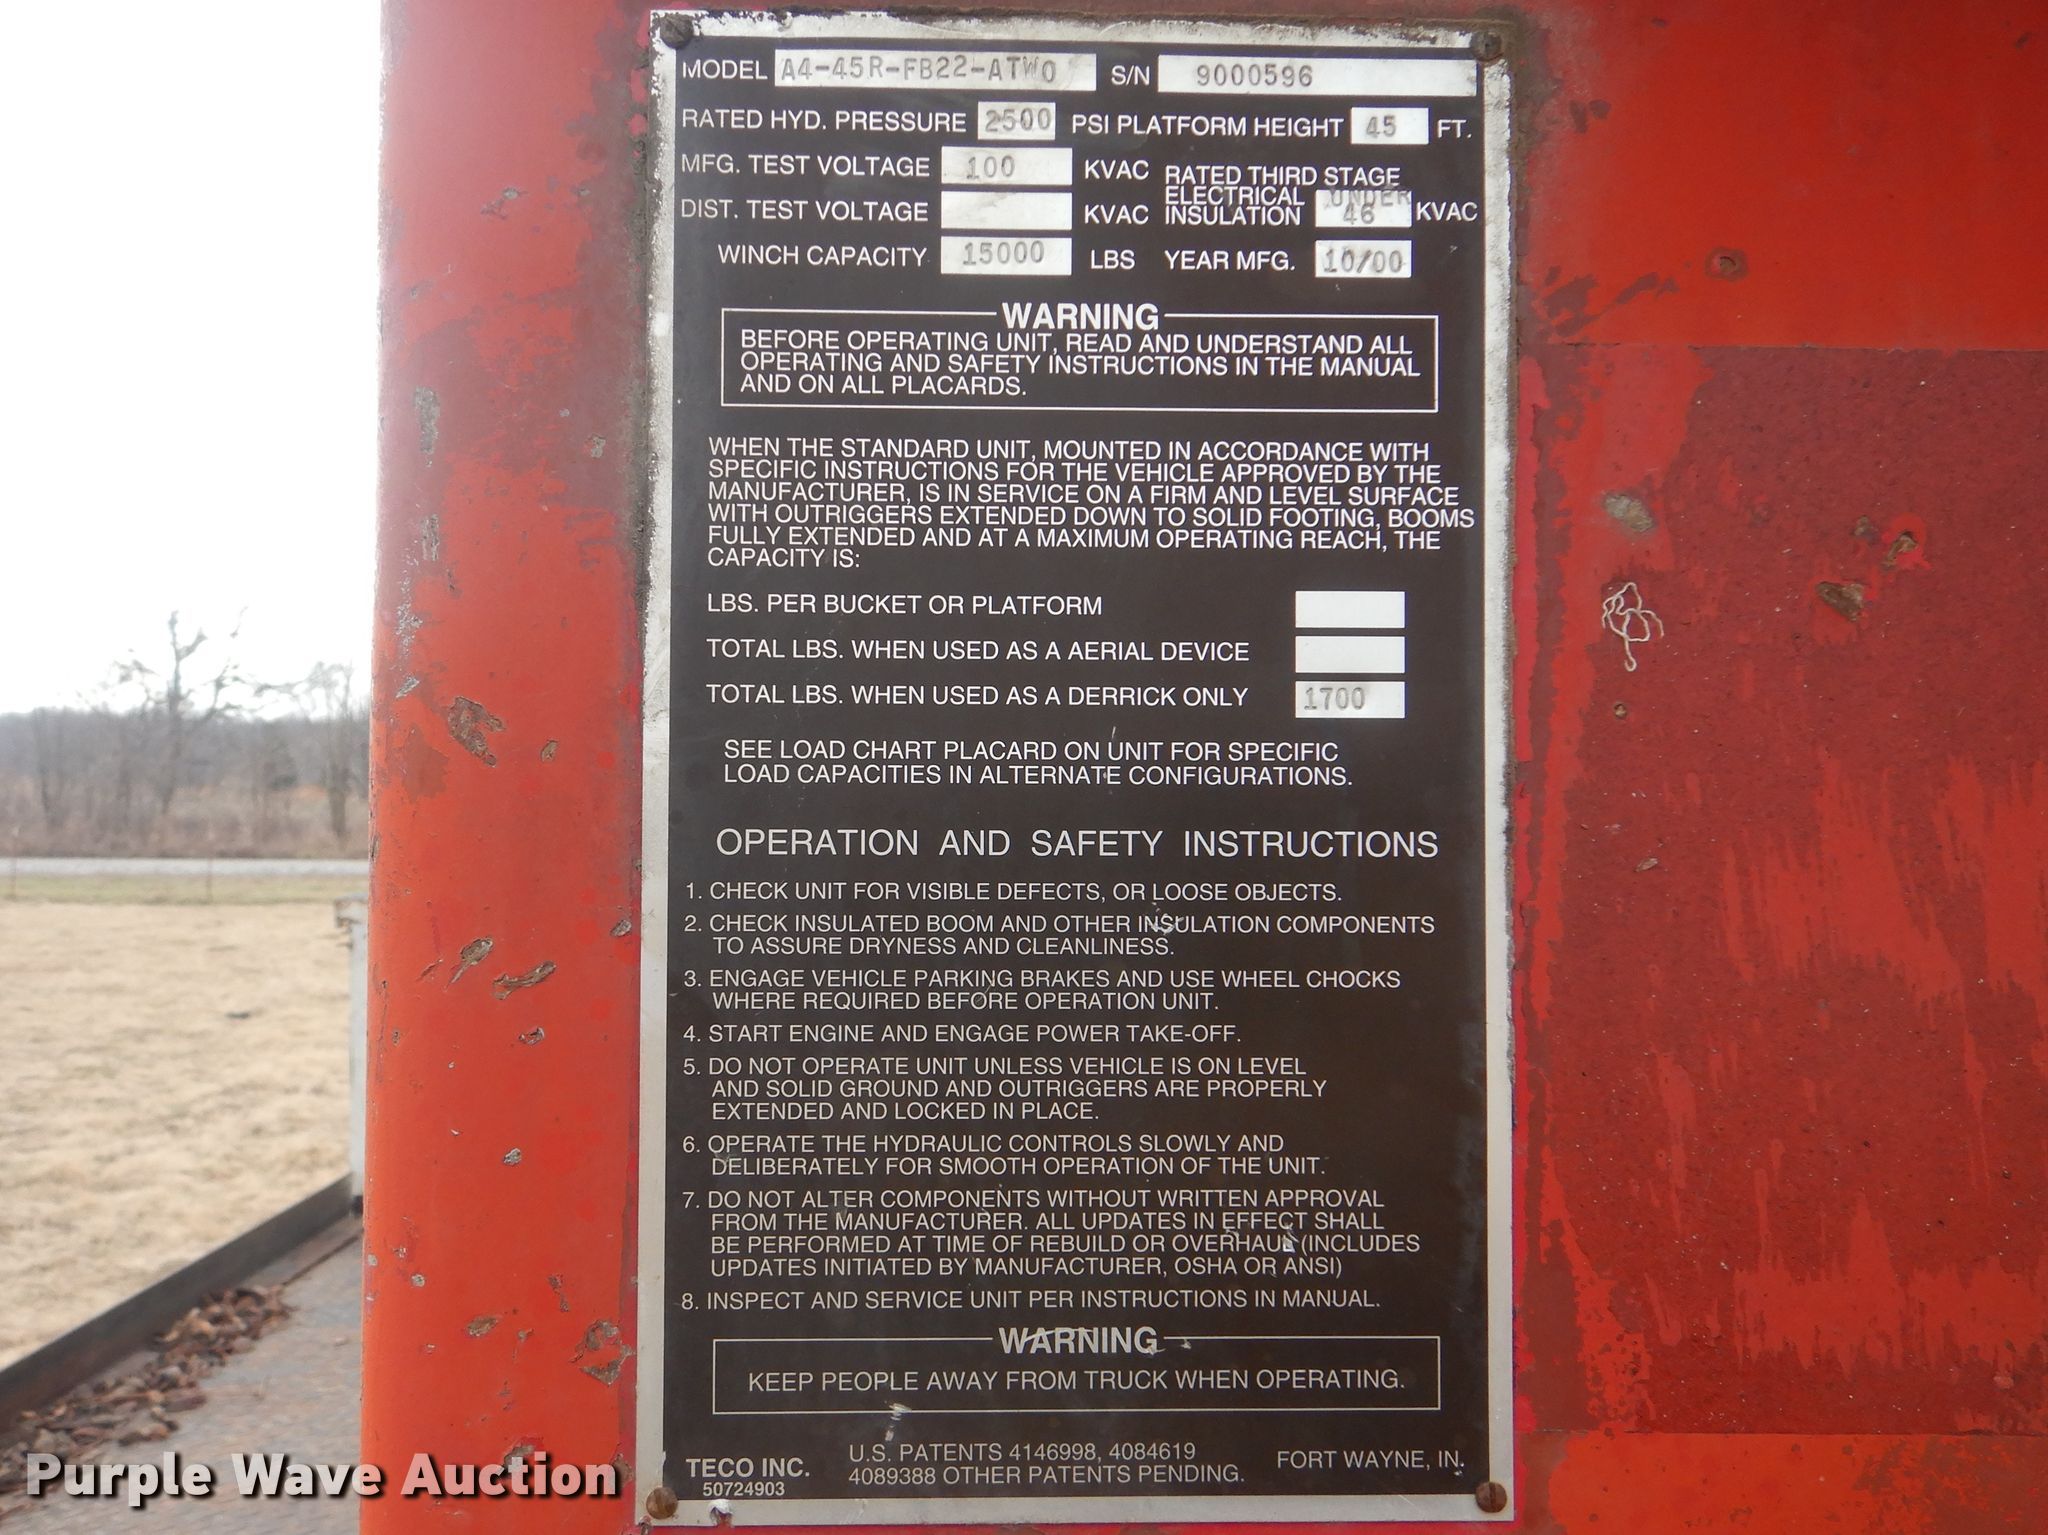 MODEL A4-45R-FB22-ATWO S/N 9000596
RATED HYD. PRESSURE 2500 PSI PLATFORM HEIGHT 45 FT.
MFG. TEST VOLTAGE 100 KVAC RATED THIRD STAGE
DIST. TEST VOLTAGE KVAC ELECTRICAL INSULATION UNDER 46 KVAC
WINCH CAPACITY 15000 LBS YEAR MFG. 10/00
WARNING
BEFORE OPERATING UNIT, READ AND UNDERSTAND ALL
OPERATING AND SAFETY INSTRUCTIONS IN THE MANUAL
AND ON ALL PLACARDS.
WHEN THE STANDARD UNIT, MOUNTED IN ACCORDANCE WITH
SPECIFIC INSTRUCTIONS FOR THE VEHICLE APPROVED BY THE
MANUFACTURER, IS IN SERVICE ON A FIRM AND LEVEL SURFACE
WITH OUTRIGGERS EXTENDED DOWN TO SOLID FOOTING, BOOMS
FULLY EXTENDED AND AT A MAXIMUM OPERATING REACH, THE
CAPACITY IS:
LBS. PER BUCKET OR PLATFORM
TOTAL LBS. WHEN USED AS A AERIAL DEVICE
TOTAL LBS. WHEN USED AS A DERRICK ONLY 1700
SEE LOAD CHART PLACARD ON UNIT FOR SPECIFIC
LOAD CAPACITIES IN ALTERNATE CONFIGURATIONS.
OPERATION AND SAFETY INSTRUCTIONS
1. CHECK UNIT FOR VISIBLE DEFECTS, OR LOOSE OBJECTS.
2. CHECK INSULATED BOOM AND OTHER INSULATION COMPONENTS
TO ASSURE DRYNESS AND CLEANLINESS.
3. ENGAGE VEHICLE PARKING BRAKES AND USE WHEEL CHOCKS
WHERE REQUIRED BEFORE OPERATION UNIT.
4. START ENGINE AND ENGAGE POWER TAKE-OFF.
5. DO NOT OPERATE UNIT UNLESS VEHICLE IS ON LEVEL
AND SOLID GROUND AND OUTRIGGERS ARE PROPERLY
EXTENDED AND LOCKED IN PLACE.
6. OPERATE THE HYDRAULIC CONTROLS SLOWLY AND
DELIBERATELY FOR SMOOTH OPERATION OF THE UNIT.
7. DO NOT ALTER COMPONENTS WITHOUT WRITTEN APPROVAL
FROM THE MANUFACTURER. ALL UPDATES IN EFFECT SHALL
BE PERFORMED AT TIME OF REBUILD OR OVERHAUL (INCLUDES
UPDATES INITIATED BY MANUFACTURER, OSHA OR ANSI)
8. INSPECT AND SERVICE UNIT PER INSTRUCTIONS IN MANUAL.
WARNING
KEEP PEOPLE AWAY FROM TRUCK WHEN OPERATING.
TECO INC. U.S. PATENTS 4146998, 4084619 FORT WAYNE, IN.
50724903 4089388 OTHER PATENTS PENDING.
Purple Wave Auction